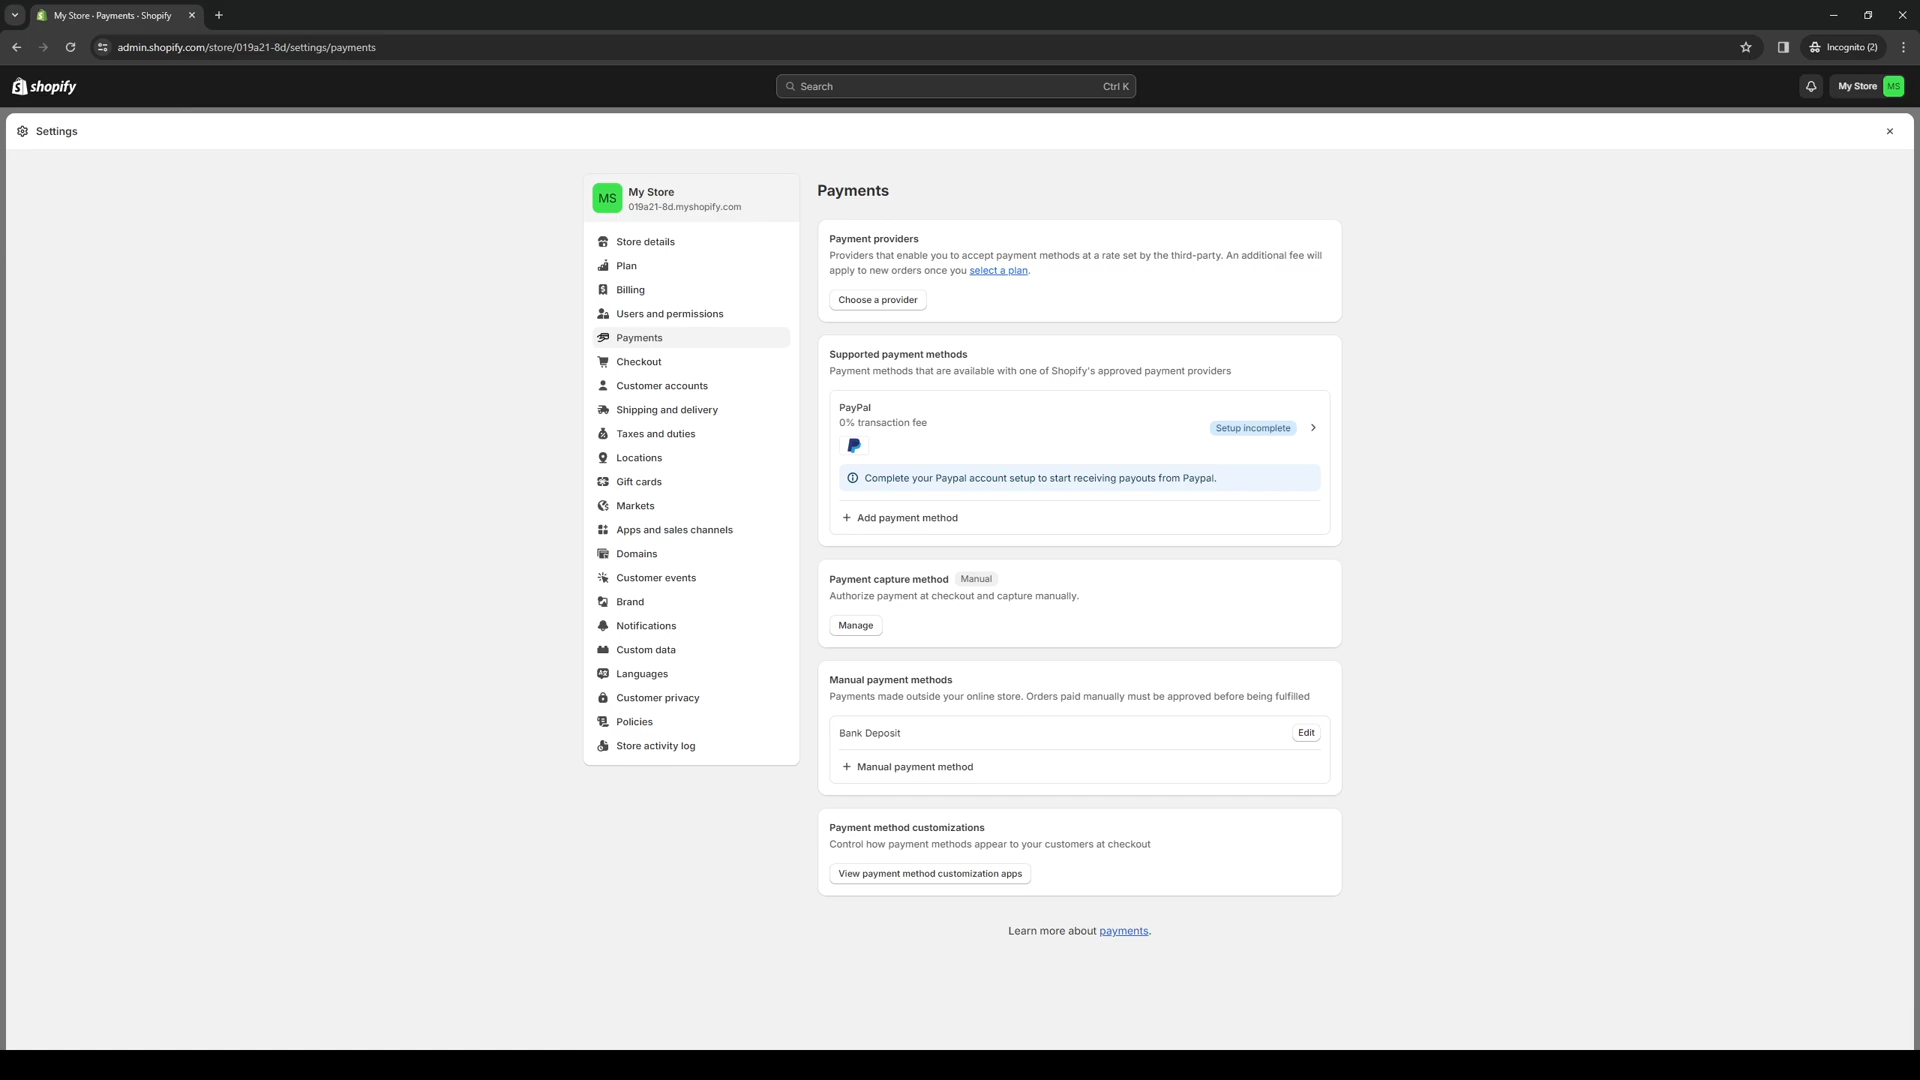 My Store · Payments · Shopify
admin.shopify.com/store/019a21-8d/settings/payments
Incognito (2)
shopify
Search
Ctrl K
My Store
MS
Settings
MS
My Store
019a21-8d.myshopify.com
Store details
Plan
Billing
Users and permissions
Payments
Checkout
Customer accounts
Shipping and delivery
Taxes and duties
Locations
Gift cards
Markets
Apps and sales channels
Domains
Customer events
Brand
Notifications
Custom data
Languages
Customer privacy
Policies
Store activity log
Payments
Payment providers
Providers that enable you to accept payment methods at a rate set by the third-party. An additional fee will
apply to new orders once you select a plan.
Choose a provider
Supported payment methods
Payment methods that are available with one of Shopify's approved payment providers
PayPal
0% transaction fee
Setup incomplete
Complete your Paypal account setup to start receiving payouts from Paypal.
Add payment method
Payment capture method Manual
Authorize payment at checkout and capture manually.
Manage
Manual payment methods
Payments made outside your online store. Orders paid manually must be approved before being fulfilled
Bank Deposit
Edit
Manual payment method
Payment method customizations
Control how payment methods appear to your customers at checkout
View payment method customization apps
Learn more about payments.